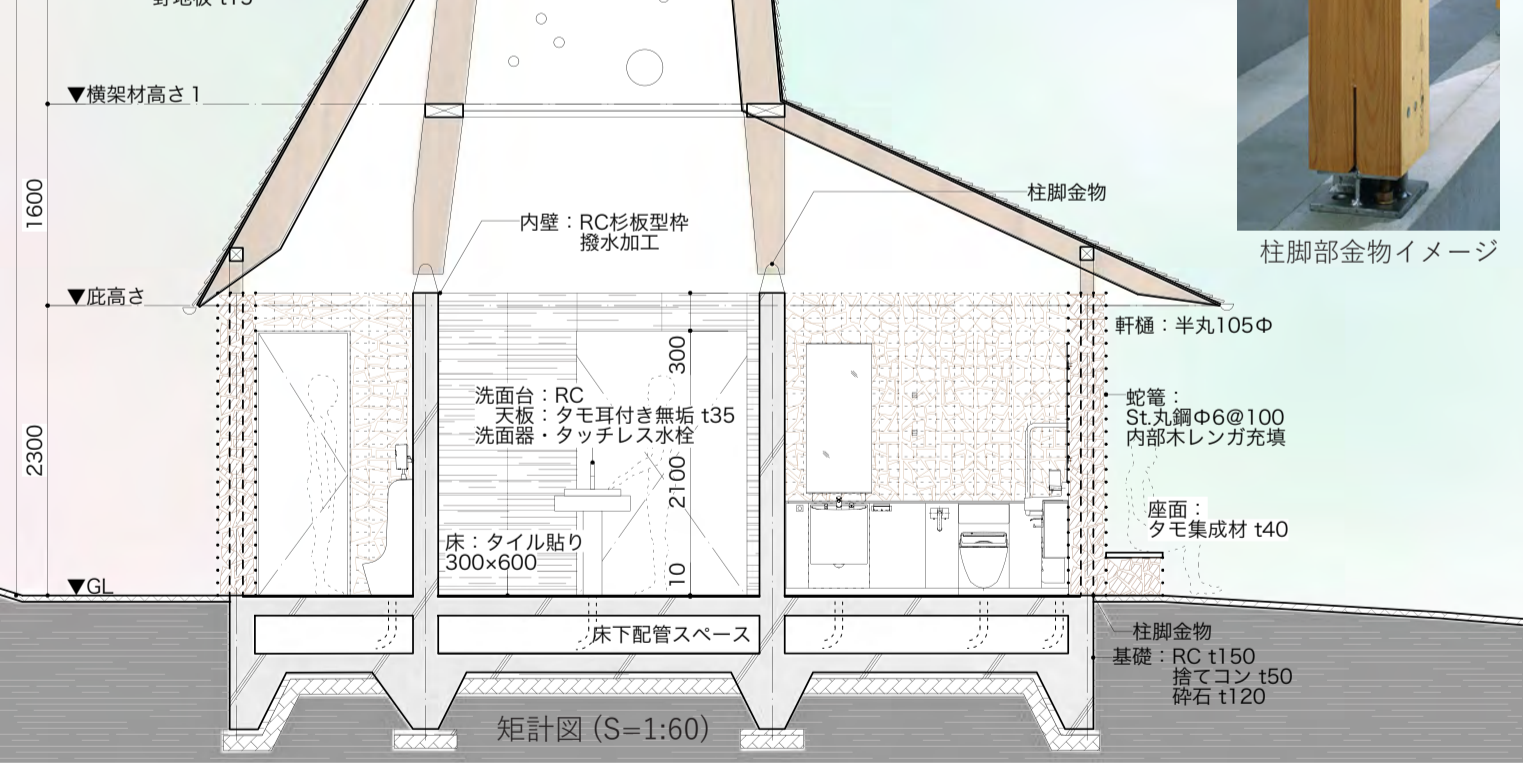 野地板 t15
▼横架材高さ1
1600
柱脚金物
内壁：RC杉板型枠
撥水加工
柱脚部金物イメージ
▼庇高さ
軒樋：半丸105Φ
300
洗面台：RC
天板：タモ耳付き無垢 t35
洗面器・タッチレス水栓
蛇篭：
St.丸鋼Φ6@100
内部木レンガ充填
2300
2100
座面：
タモ集成材 t40
床：タイル貼り
300×600
10
▼GL
床下配管スペース
柱脚金物
基礎：RC t150
捨てコン t50
砕石 t120
矩計図 (S=1:60)